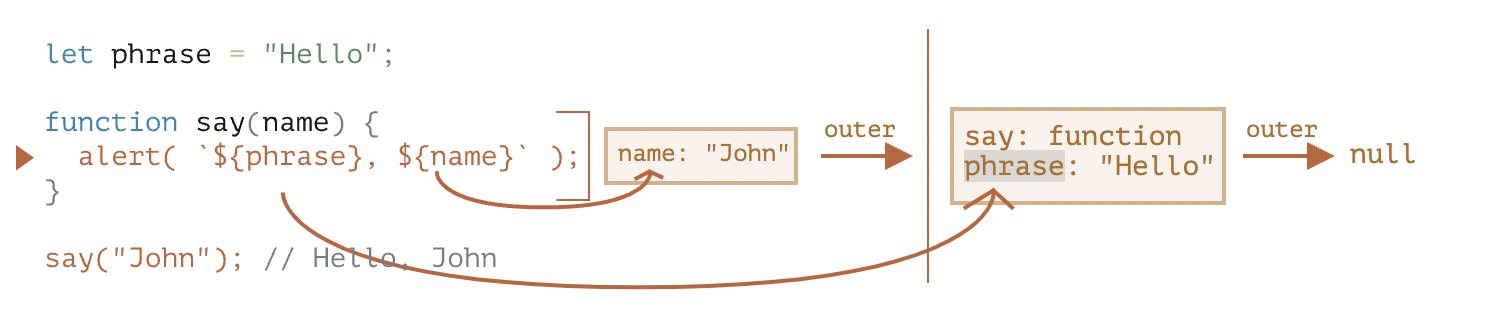 let phrase = "Hello";
function say(name) {
alert( `${phrase}, ${name}` );
}
say("John"); // Hello, John
name: "John"
outer
say: function
phrase: "Hello"
outer
null